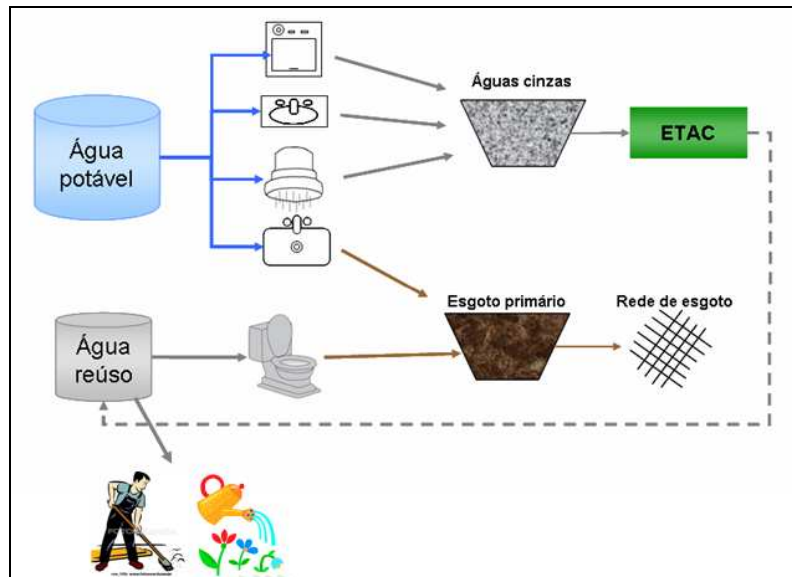 Água
potável
Águas cinzas
ETAC
Esgoto primário
Rede de esgoto
Água
reúso